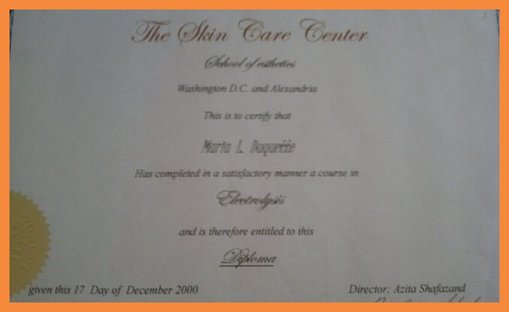 The Skin Care Center
School of esthetics
Washington D.C. and Alexandria
This is to certify that
Maria L. Duquette
Has completed in a satisfactory manner a course in
Electrolysis
and is therefore entitled to this
Diploma
given this 17 Day of December 2000
Director: Azita Shafazand